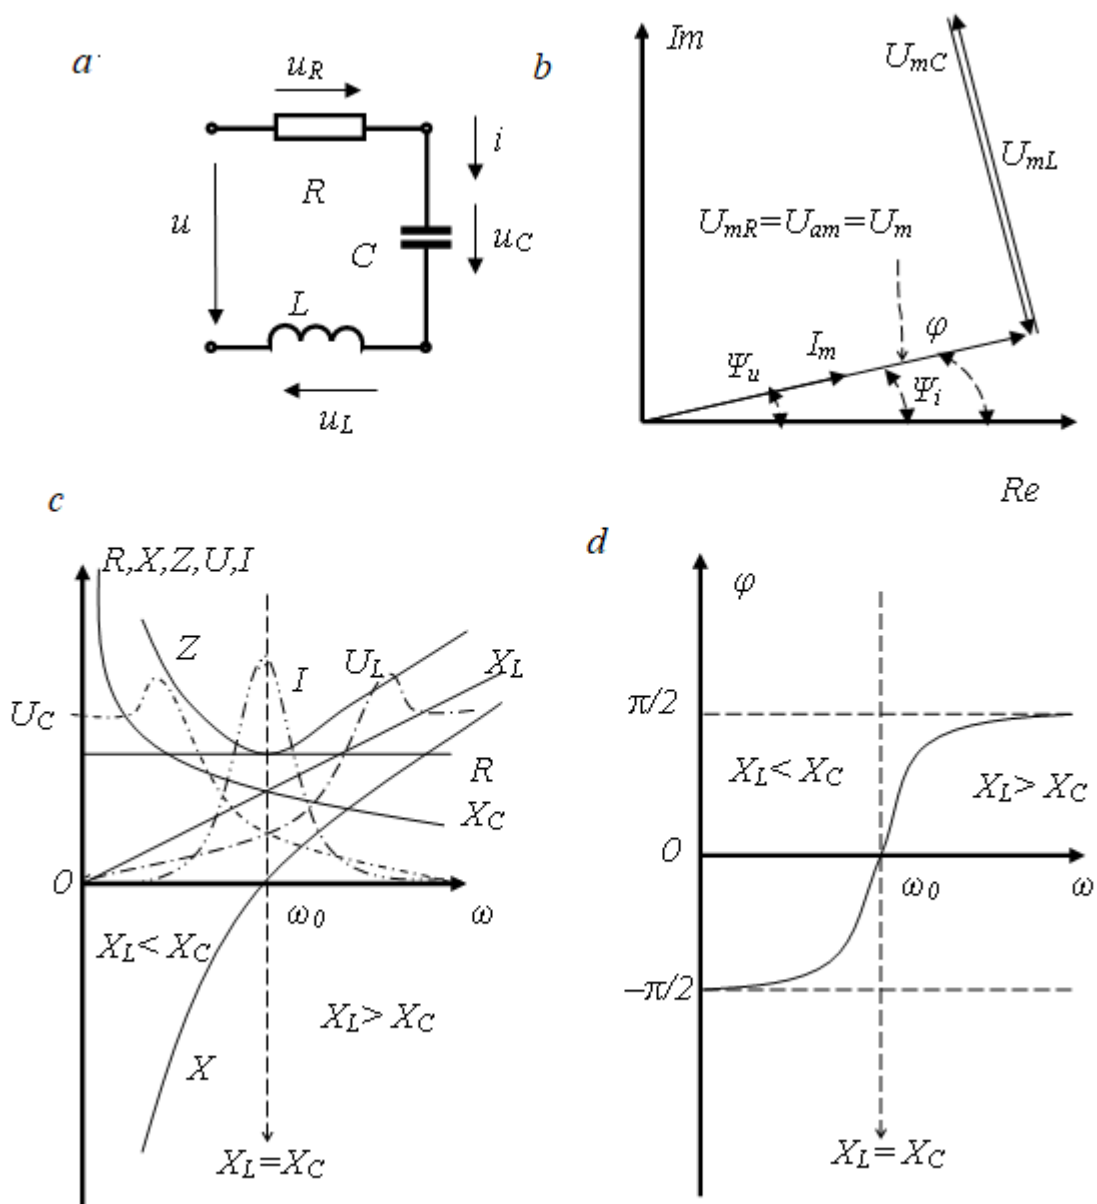 a
u_R
i
R
u
C
u_C
L
u_L
b
Im
U_mC
U_mL
U_mR=U_am=U_m
φ
I_m
Ψ_u
Ψ_i
Re
c
R,X,Z,U,I
Z
I
U_L
X_L
U_C
R
X_C
0
ω_0
ω
X_L< X_C
X_L> X_C
X
X_L=X_C
d
φ
π/2
X_L< X_C
X_L> X_C
0
ω_0
ω
–π/2
X_L= X_C